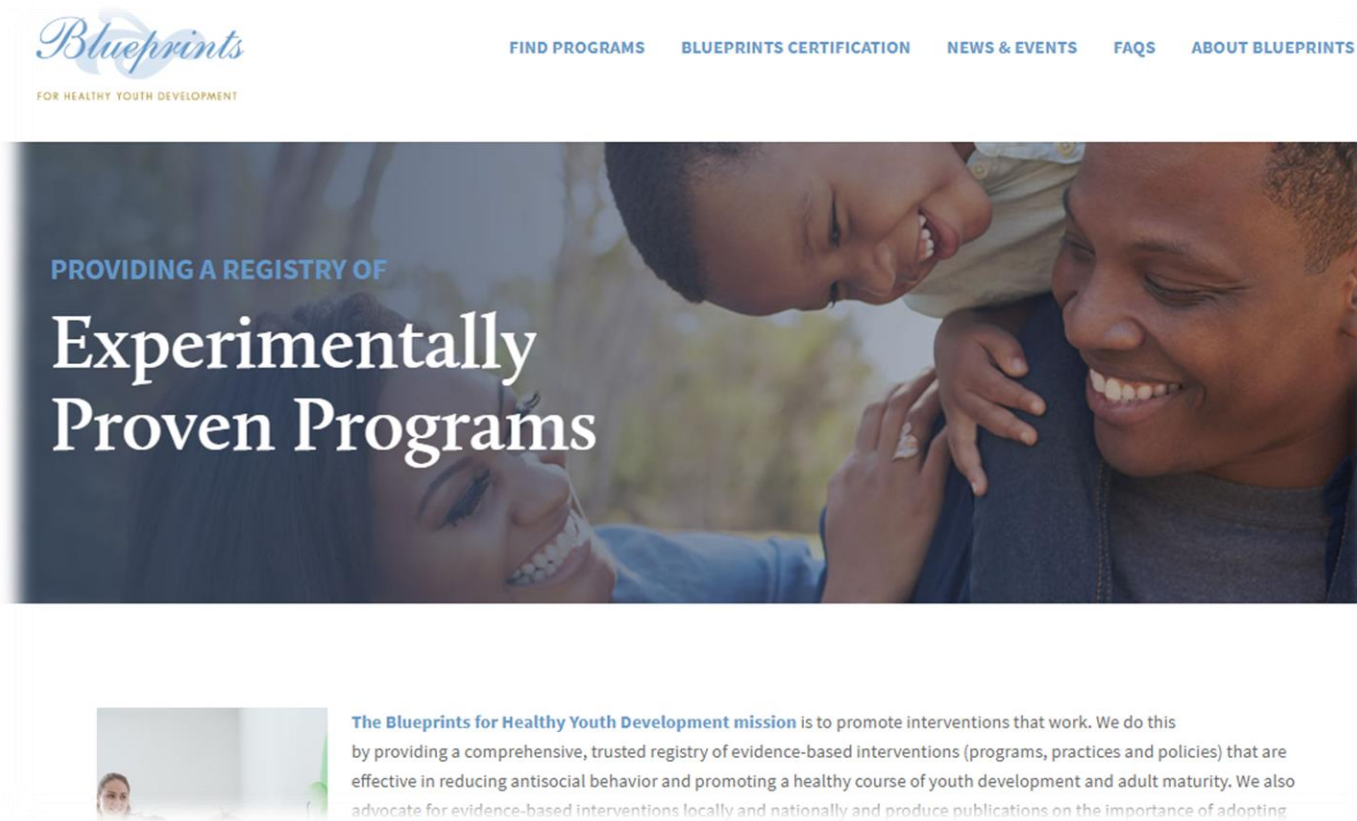 Blueprints
FOR HEALTHY YOUTH DEVELOPMENT
FIND PROGRAMS BLUEPRINTS CERTIFICATION NEWS & EVENTS FAQS ABOUT BLUEPRINTS
PROVIDING A REGISTRY OF
Experimentally
Proven Programs
The Blueprints for Healthy Youth Development mission is to promote interventions that work. We do this
by providing a comprehensive, trusted registry of evidence-based interventions (programs, practices and policies) that are
effective in reducing antisocial behavior and promoting a healthy course of youth development and adult maturity. We also
advocate for evidence-based interventions locally and nationally and produce publications on the importance of adopting